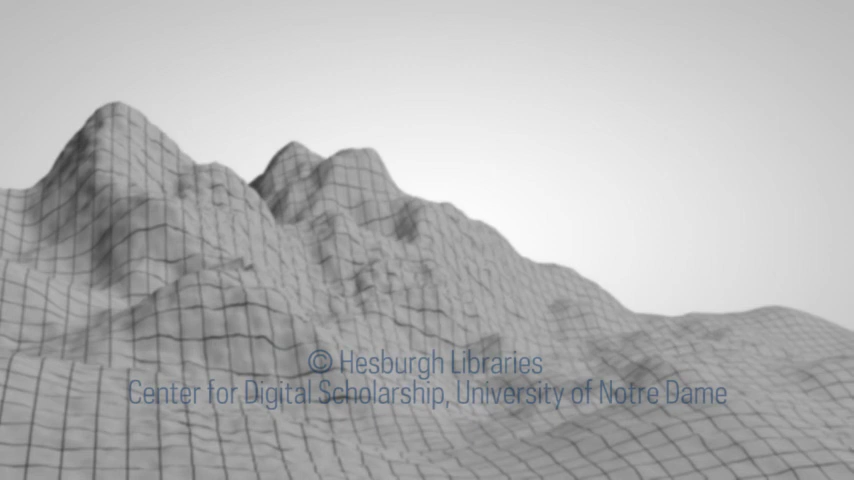 © Hesburgh Libraries
Center for Digital Scholarship, University of Notre Dame